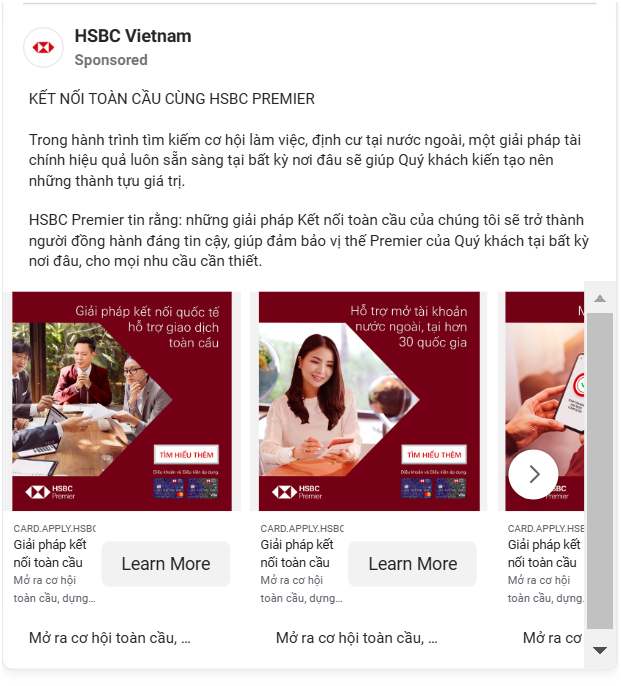 HSBC Vietnam
Sponsored
KẾT NỐI TOÀN CẦU CÙNG HSBC PREMIER
Trong hành trình tìm kiếm cơ hội làm việc, định cư tại nước ngoài, một giải pháp tài
chính hiệu quả luôn sẵn sàng tại bất kỳ nơi đâu sẽ giúp Quý khách kiến tạo nên
những thành tựu giá trị.
HSBC Premier tin rằng: những giải pháp Kết nối toàn cầu của chúng tôi sẽ trở thành
người đồng hành đáng tin cậy, giúp đảm bảo vị thế Premier của Quý khách tại bất kỳ
nơi đâu, cho mọi nhu cầu cần thiết.
Giải pháp kết nối quốc tế
hỗ trợ giao dịch
toàn cầu
TÌM HIỂU THÊM
Điều khoản và Điều kiện áp dụng.
HSBC
Premier
Hỗ trợ mở tài khoản
nước ngoài, tại hơn
30 quốc gia
TÌM HIỂU THÊM
Điều khoản và Điều kiện áp dụng.
HSBC
Premier
CARD.APPLY.HSBC
Giải pháp kết
nối toàn cầu
Mở ra cơ hội
toàn cầu, dựng...
Learn More
CARD.APPLY.HSBC
Giải pháp kết
nối toàn cầu
Mở ra cơ hội
toàn cầu, dựng...
Learn More
CARD.APPLY.HSB
Giải pháp kết
nối toàn cầu
Mở ra cơ hội
toàn cầu, dựng.
Mở ra cơ hội toàn cầu, ...
Mở ra cơ hội toàn cầu, ...
Mở ra cơ